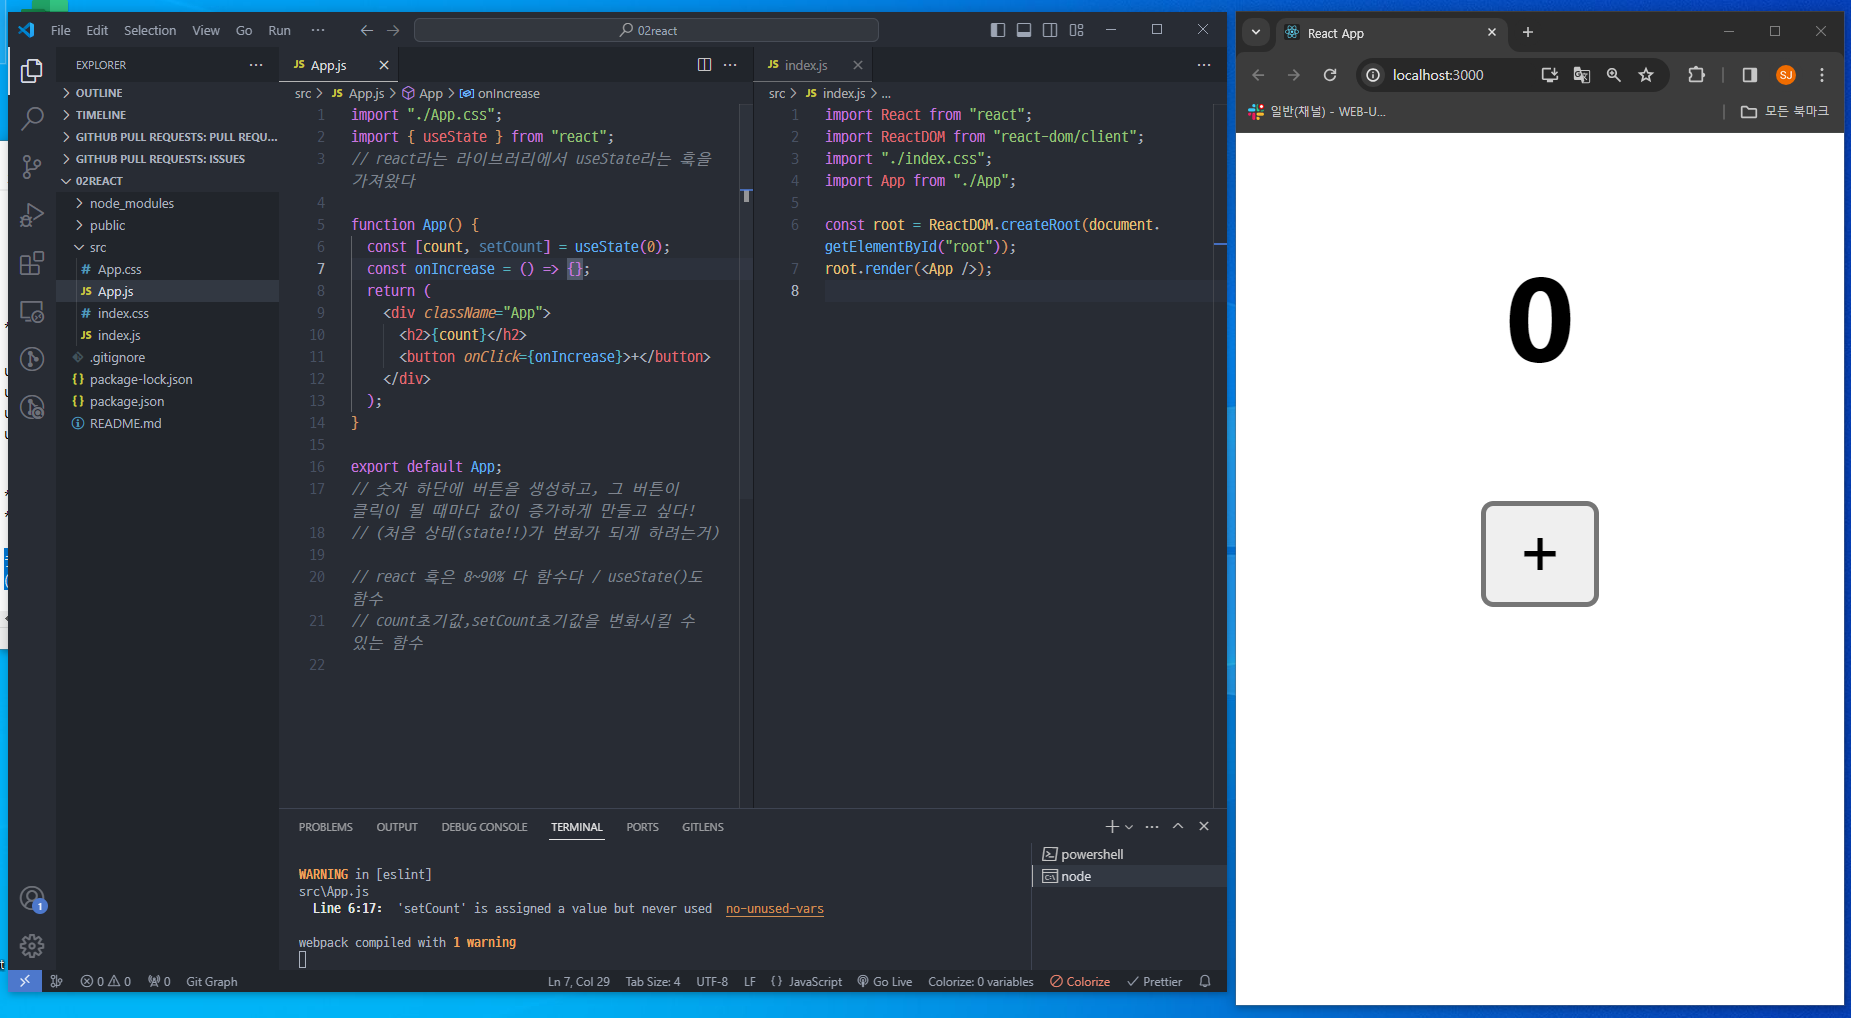 File Edit Selection View Go Run ···
02react
EXPLORER
OUTLINE
TIMELINE
GITHUB PULL REQUESTS: PULL REQU...
GITHUB PULL REQUESTS: ISSUES
02REACT
node_modules
public
src
# App.css
JS App.js
# index.css
JS index.js
.gitignore
{} package-lock.json
{} package.json
README.md
JS App.js
src > JS App.js > App > onIncrease
1 import "./App.css";
2 import { useState } from "react";
3 // react라는 라이브러리에서 useState라는 훅을
가져왔다
4
5 function App() {
6 const [count, setCount] = useState(0);
7 const onIncrease = () => {};
8 return (
9 <div className="App">
10 <h2>{count}</h2>
11 <button onClick={onIncrease}>+</button>
12 </div>
13 );
14 }
15
16 export default App;
17 // 숫자 하단에 버튼을 생성하고, 그 버튼이
클릭이 될 때마다 값이 증가하게 만들고 싶다!
18 // (처음 상태(state!!)가 변화가 되게 하려는거)
19
20 // react 훅은 8~90% 다 함수다 / useState()도
함수
21 // count초기값,setCount초기값을 변화시킬 수
있는 함수
22
JS index.js
src > JS index.js > ...
1 import React from "react";
2 import ReactDOM from "react-dom/client";
3 import "./index.css";
4 import App from "./App";
5
6 const root = ReactDOM.createRoot(document.
getElementById("root"));
7 root.render(<App />);
8
PROBLEMS OUTPUT DEBUG CONSOLE TERMINAL PORTS GITLENS
WARNING in [eslint]
src\App.js
Line 6:17: 'setCount' is assigned a value but never used no-unused-vars
webpack compiled with 1 warning
powershell
node
1
0 0 0 Git Graph
Ln 7, Col 29 Tab Size: 4 UTF-8 LF {} JavaScript Go Live Colorize: 0 variables Colorize Prettier
React App
localhost:3000
SJ
일반(채널) - WEB-U...
모든 북마크
0
+